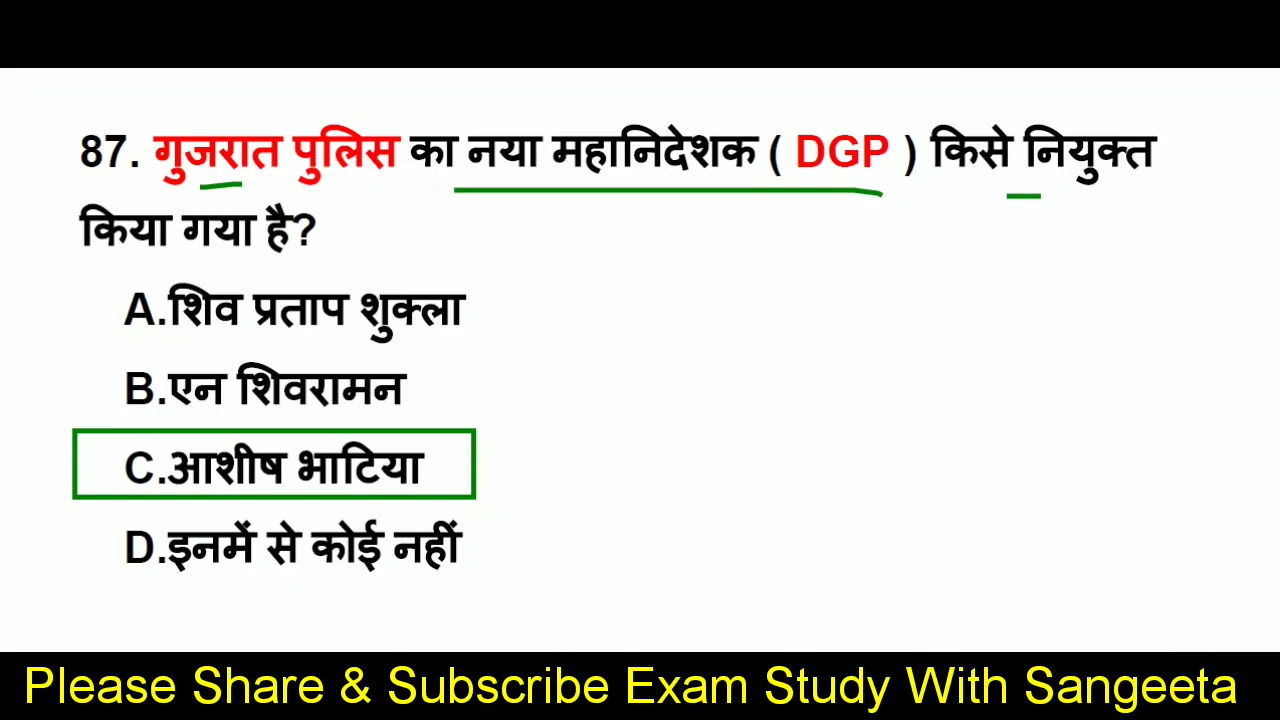 87. गुजरात पुलिस का नया महानिदेशक ( DGP ) किसे नियुक्त
किया गया है?
A.शिव प्रताप शुक्ला
B.एन शिवरामन
C.आशीष भाटिया
D.इनमें से कोई नहीं
Please Share & Subscribe Exam Study With Sangeeta